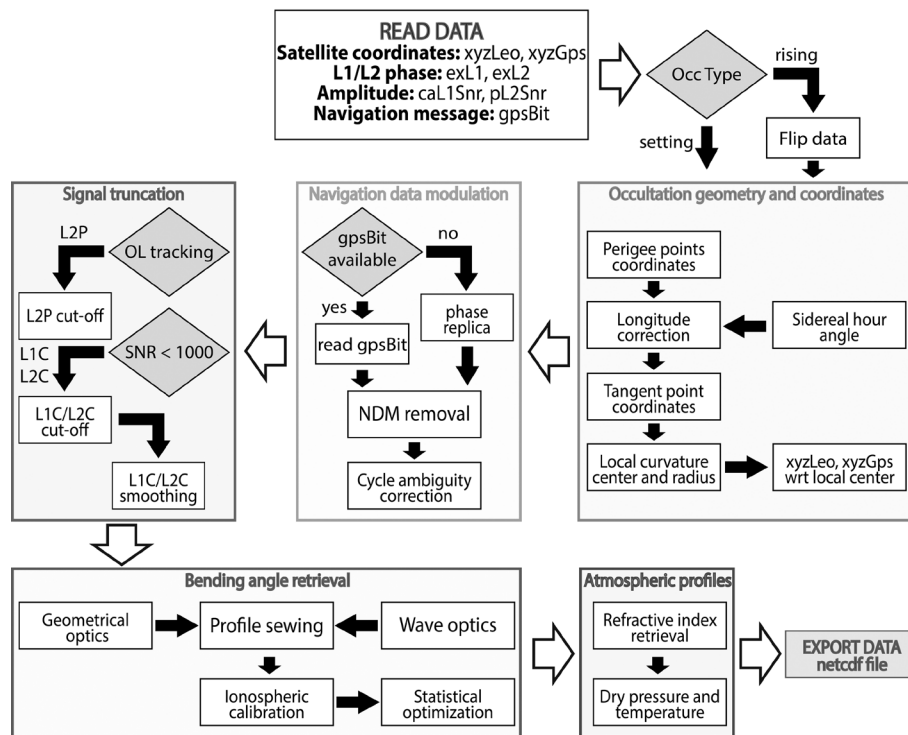 READ DATA
Satellite coordinates: xyzLeo, xyzGps
L1/L2 phase: exL1, exL2
Amplitude: caL1Snr, pL2Snr
Navigation message: gpsBit
Occ Type
rising
setting
Flip data
Occultation geometry and coordinates
Perigee points
coordinates
Longitude
correction
Sidereal hour
angle
Tangent point
coordinates
Local curvature
center and radius
xyzLeo, xyzGps
wrt local center
Navigation data modulation
gpsBit
available
no
yes
phase
replica
read gpsBit
NDM removal
Cycle ambiguity
correction
Signal truncation
L2P
OL tracking
L2P cut-off
SNR < 1000
L1C
L2C
L1C/L2C
cut-off
L1C/L2C
smoothing
Bending angle retrieval
Geometrical
optics
Profile sewing
Wave optics
Ionospheric
calibration
Statistical
optimization
Atmospheric profiles
Refractive index
retrieval
Dry pressure and
temperature
EXPORT DATA
netcdf file